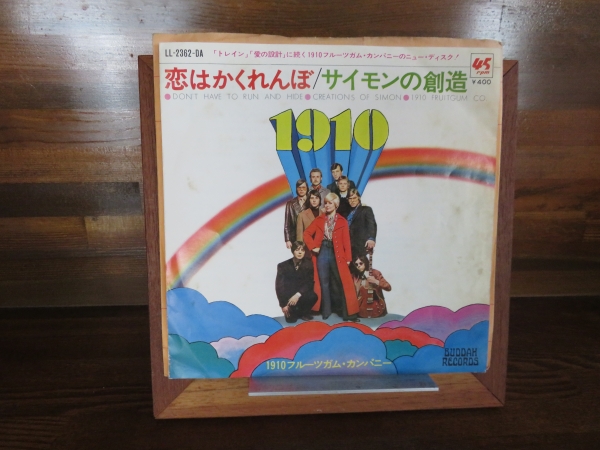 LL-2362-DA
「トレイン」「愛の設計」に続く1910フルーツガム・カンパニーのニュー・ディスク!
45
rpm
¥400
恋はかくれんぼ/サイモンの創造
●DON'T HAVE TO RUN AND HIDE●CREATIONS OF SIMON●1910 FRUITGUM CO.
1910
1910フルーツガム・カンパニー
BUDDAH
RECORDS